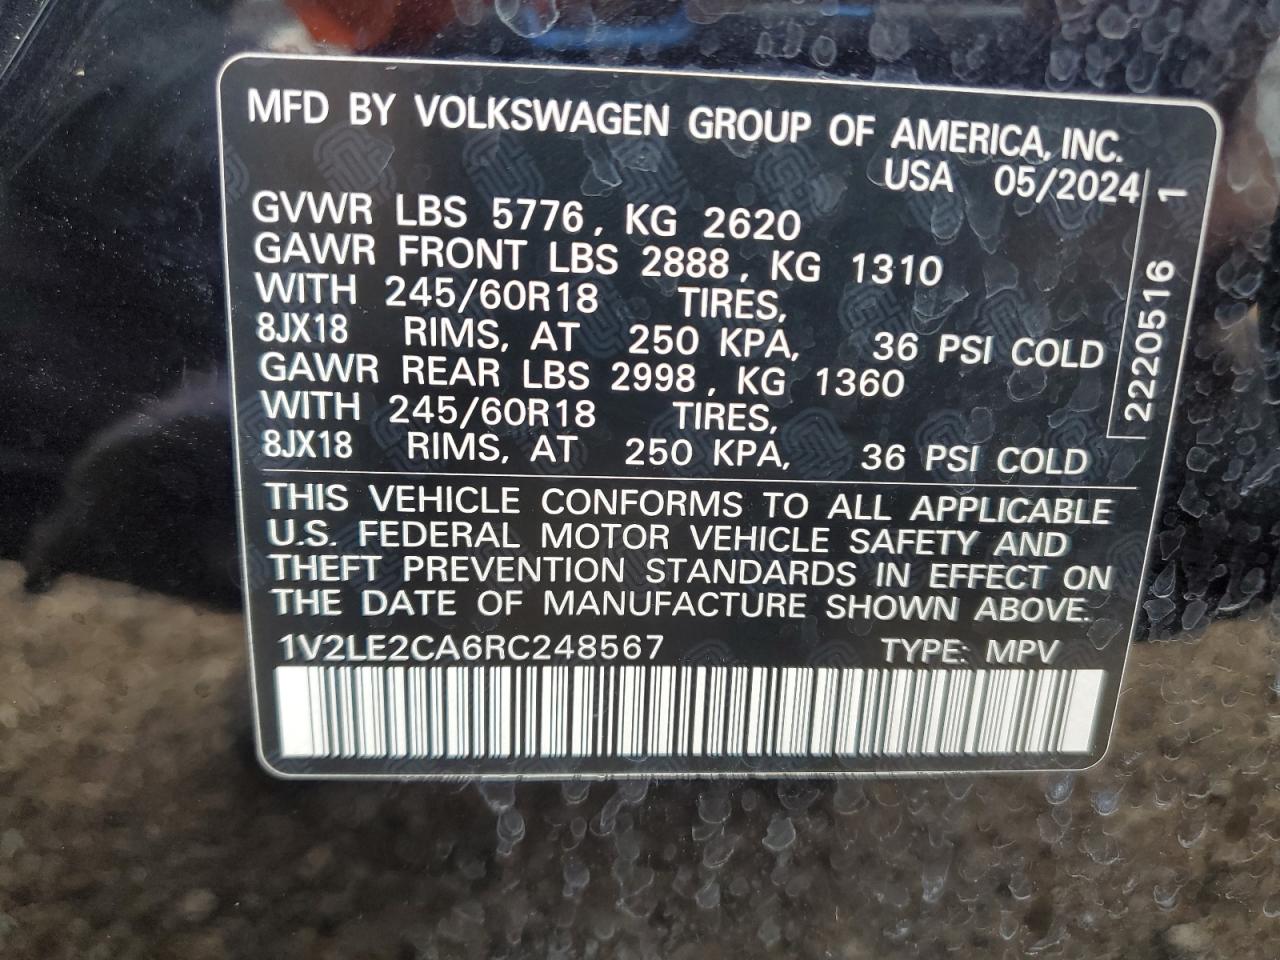 MFD BY VOLKSWAGEN GROUP OF AMERICA, INC.
USA 05/2024
GVWR LBS 5776, KG 2620
GAWR FRONT LBS 2888, KG 1310
WITH 245/60R18 TIRES,
8JX18 RIMS, AT 250 KPA, 36 PSI COLD
GAWR REAR LBS 2998, KG 1360
WITH 245/60R18 TIRES,
8JX18 RIMS, AT 250 KPA, 36 PSI COLD
2220516 1
THIS VEHICLE CONFORMS TO ALL APPLICABLE
U.S. FEDERAL MOTOR VEHICLE SAFETY AND
THEFT PREVENTION STANDARDS IN EFFECT ON
THE DATE OF MANUFACTURE SHOWN ABOVE.
1V2LE2CA6RC248567 TYPE: MPV